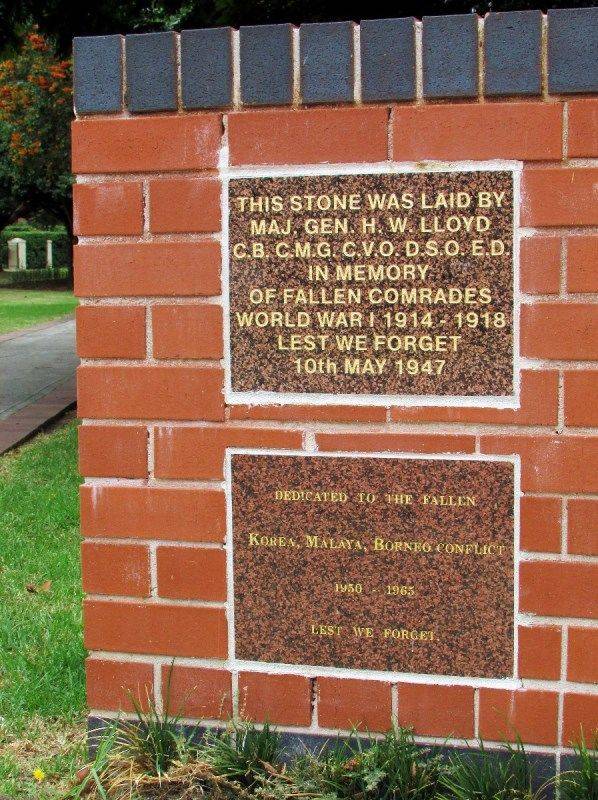 THIS STONE WAS LAID BY
MAJ. GEN. H. W. LLOYD
C.B. C.M.G. C.V.O. D.S.O. E.D.
IN MEMORY
OF FALLEN COMRADES
WORLD WAR I 1914 - 1918
LEST WE FORGET
10th MAY 1947
DEDICATED TO THE FALLEN
KOREA, MALAYA, BORNEO CONFLICT
1950 - 1965
LEST WE FORGET.